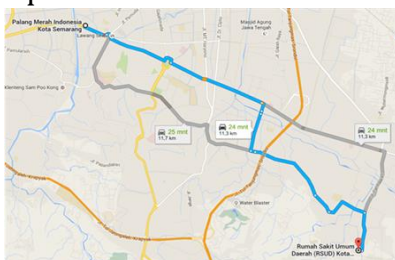 Palang Merah Indonesia
Kota Semarang
Lawang Sewu
Masjid Agung
Jawa Tengah
Klenteng Sam Poo Kong
25 mnt
11,7 km
24 mnt
11,3 km
24 mnt
11,3 km
Water Blaster
Rumah Sakit Umum
Daerah (RSUD) Kota...